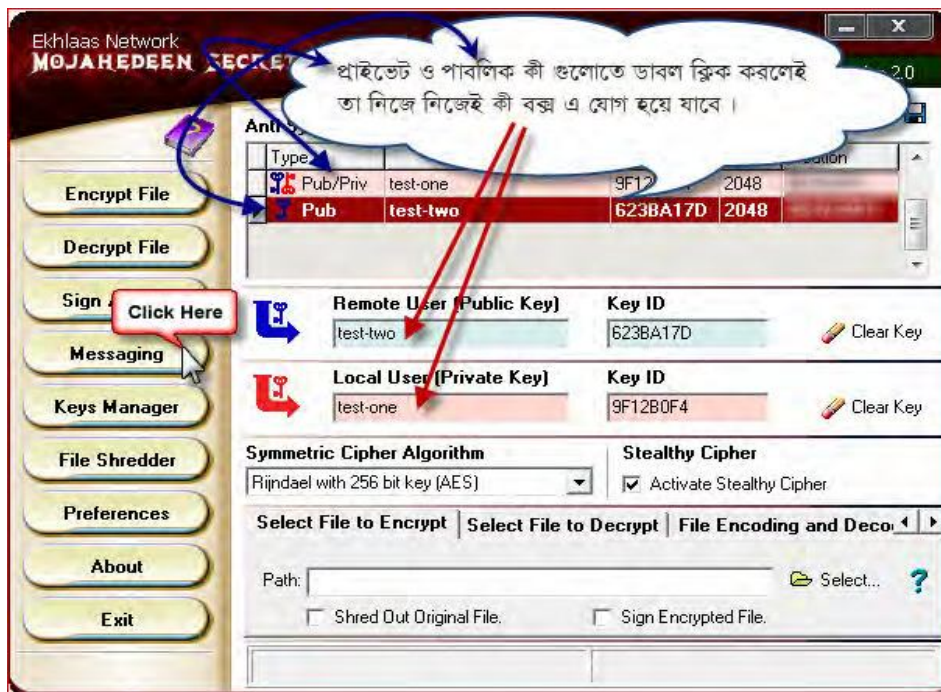 Ekhlaas Network
MOJAHEDEEN SECRET
2.0
প্রাইভেট ও পাবলিক কী গুলোতে ডাবল ক্লিক করলেই
তা নিজে নিজেই কী বক্স এ যোগ হয়ে যাবে ।
Type
Pub/Priv test-one 9F12 2048
Pub test-two 623BA17D 2048
Encrypt File
Decrypt File
Sign
Click Here
Messaging
Keys Manager
File Shredder
Preferences
About
Exit
Remote User (Public Key) Key ID
test-two 623BA17D Clear Key
Local User (Private Key) Key ID
test-one 9F12B0F4 Clear Key
Symmetric Cipher Algorithm Stealthy Cipher
Rijndael with 256 bit key (AES) Activate Stealthy Cipher
Select File to Encrypt Select File to Decrypt File Encoding and Deco
Path: Select... ?
Shred Out Original File. Sign Encrypted File.